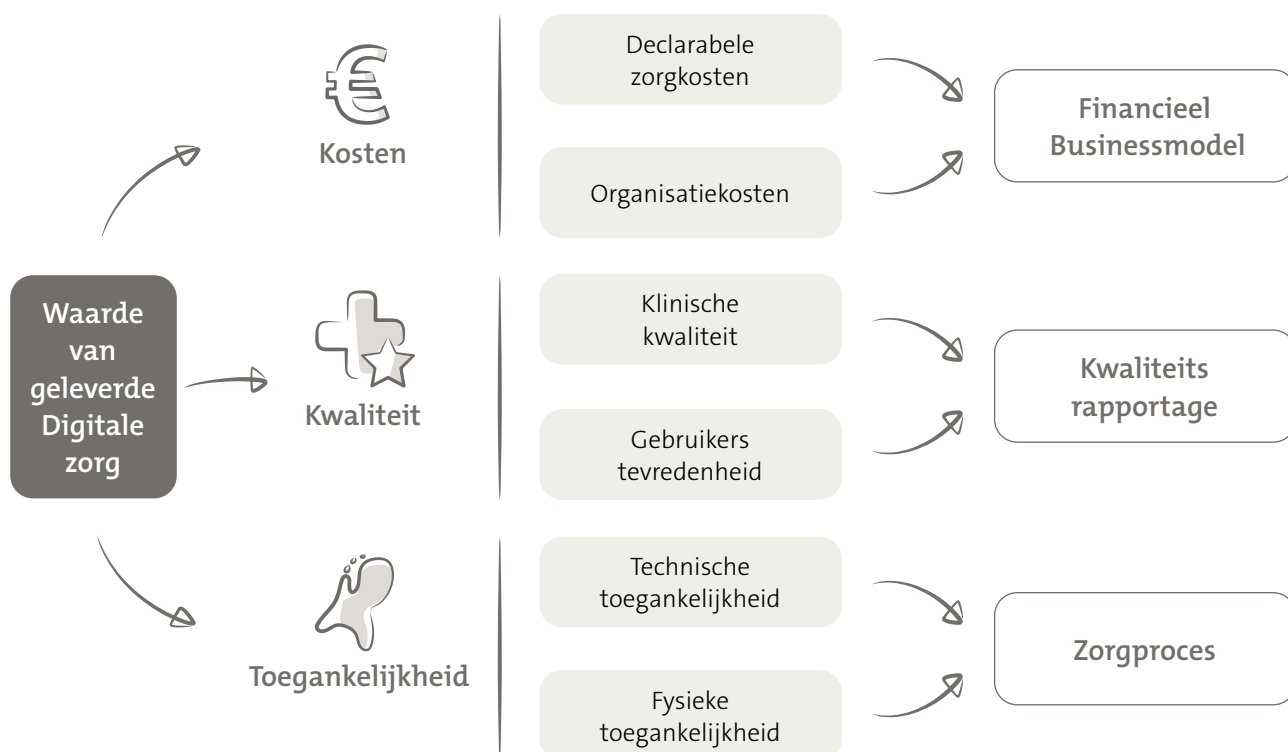 Waarde
van
geleverde
Digitale
zorg
Kosten
Declarabele
zorgkosten
Organisatiekosten
Financieel
Businessmodel
Kwaliteit
Klinische
kwaliteit
Gebruikers
tevredenheid
Kwaliteits
rapportage
Toegankelijkheid
Technische
toegankelijkheid
Fysieke
toegankelijkheid
Zorgproces